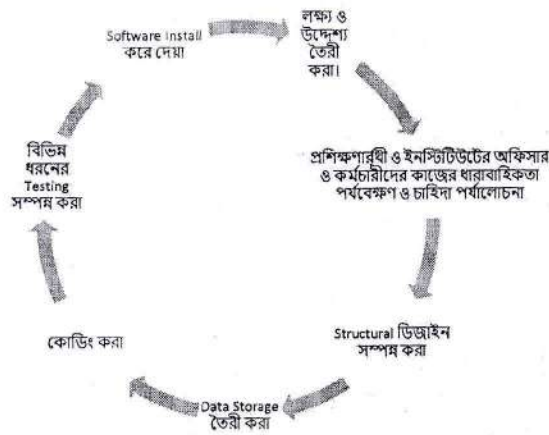 লক্ষ্য ও
উদ্দেশ্য
তৈরী
করা।
প্রশিক্ষণার্থী ও ইনস্টিটিউটের অফিসার
ও কর্মচারীদের কাজের ধারাবাহিকতা
পর্যবেক্ষণ ও চাহিদা পর্যালোচনা
Structural ডিজাইন
সম্পন্ন করা
Data Storage
তৈরী করা
কোডিং করা
বিভিন্ন
ধরনের
Testing
সম্পন্ন করা
Software Install
করে দেয়া